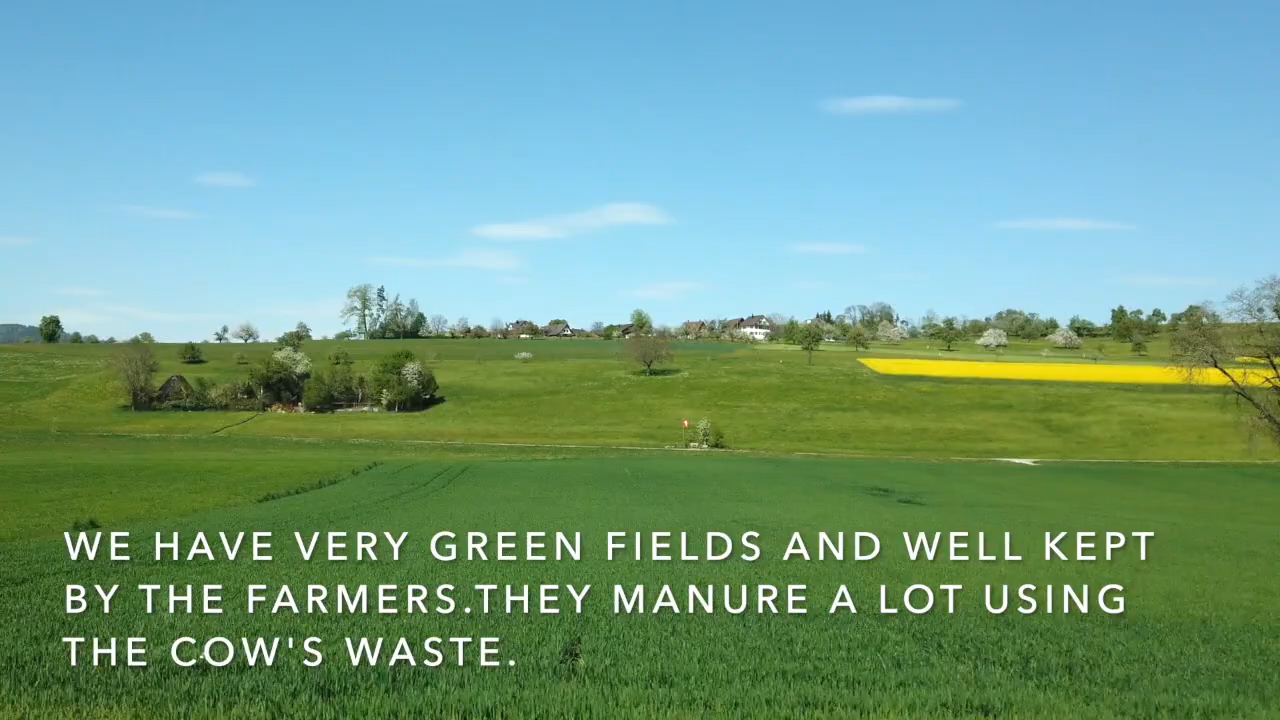 WE HAVE VERY GREEN FIELDS AND WELL KEPT
BY THE FARMERS.THEY MANURE A LOT USING
THE COW'S WASTE.